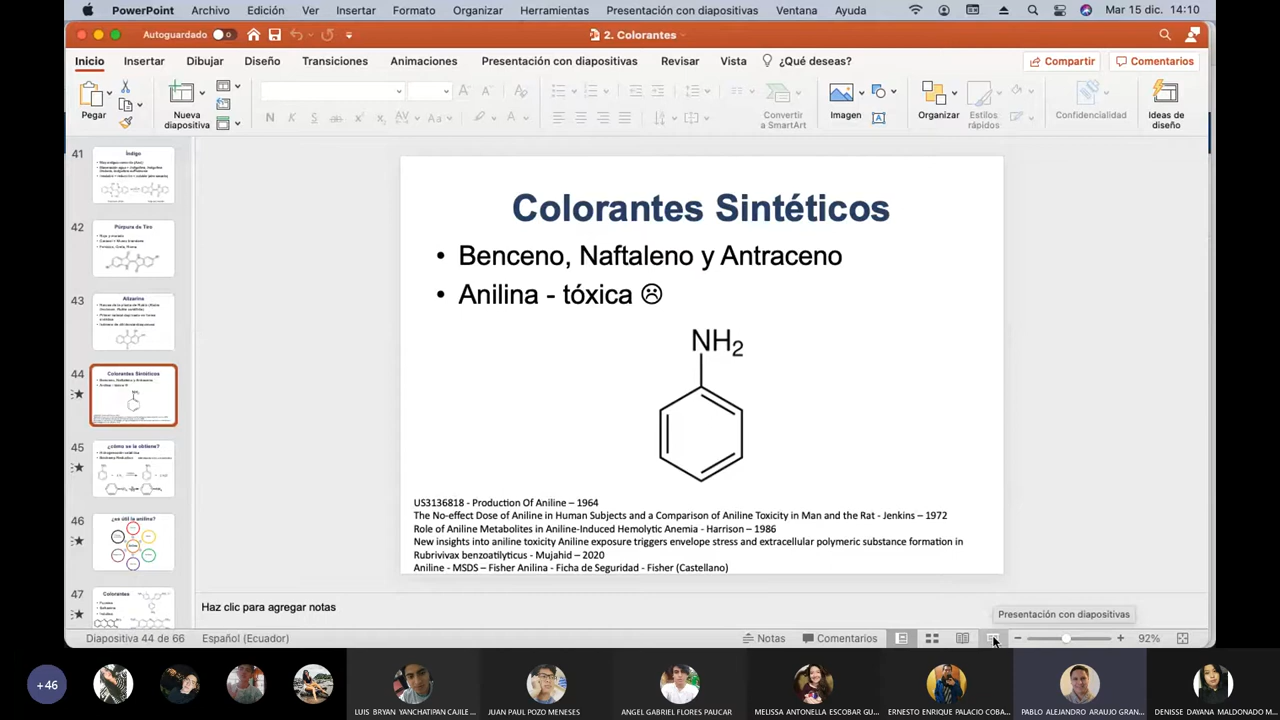 PowerPoint Archivo Edición Ver Insertar Formato Organizar Herramientas Presentación con diapositivas Ventana Ayuda Mar 15 dic. 14:10
Autoguardado 2. Colorantes
Inicio Insertar Dibujar Diseño Transiciones Animaciones Presentación con diapositivas Revisar Vista ¿Qué deseas? Compartir Comentarios
Pegar Nueva diapositiva Convertir a SmartArt Imagen Organizar Estilos rápidos Confidencialidad Ideas de diseño
41
Índigo
42
Púrpura de Tiro
43
Alizarina
44
Colorantes Sintéticos
Benceno, Naftaleno y Antraceno
Anilina - tóxica
45
¿cómo se la obtiene?
46
¿es útil la anilina?
47
Colorantes
Colorantes Sintéticos
• Benceno, Naftaleno y Antraceno
• Anilina - tóxica ☹
NH₂
US3136818 - Production Of Aniline – 1964
The No-effect Dose of Aniline in Human Subjects and a Comparison of Aniline Toxicity in Man and the Rat - Jenkins – 1972
Role of Aniline Metabolites in Aniline-Induced Hemolytic Anemia - Harrison – 1986
New insights into aniline toxicity Aniline exposure triggers envelope stress and extracellular polymeric substance formation in
Rubrivivax benzoatilyticus - Mujahid – 2020
Aniline - MSDS – Fisher Anilina - Ficha de Seguridad - Fisher (Castellano)
Haz clic para agregar notas
Presentación con diapositivas
Diapositiva 44 de 66 Español (Ecuador) Notas Comentarios 92%
+46
LUIS BRYAN YANCHATIPAN CAJILE... JUAN PAUL POZO MENESES ANGEL GABRIEL FLORES PAUCAR MELISSA ANTONELLA ESCOBAR GU... ERNESTO ENRIQUE PALACIO COBA... PABLO ALEJANDRO ARAUJO GRAN... DENISSE DAYANA MALDONADO M...